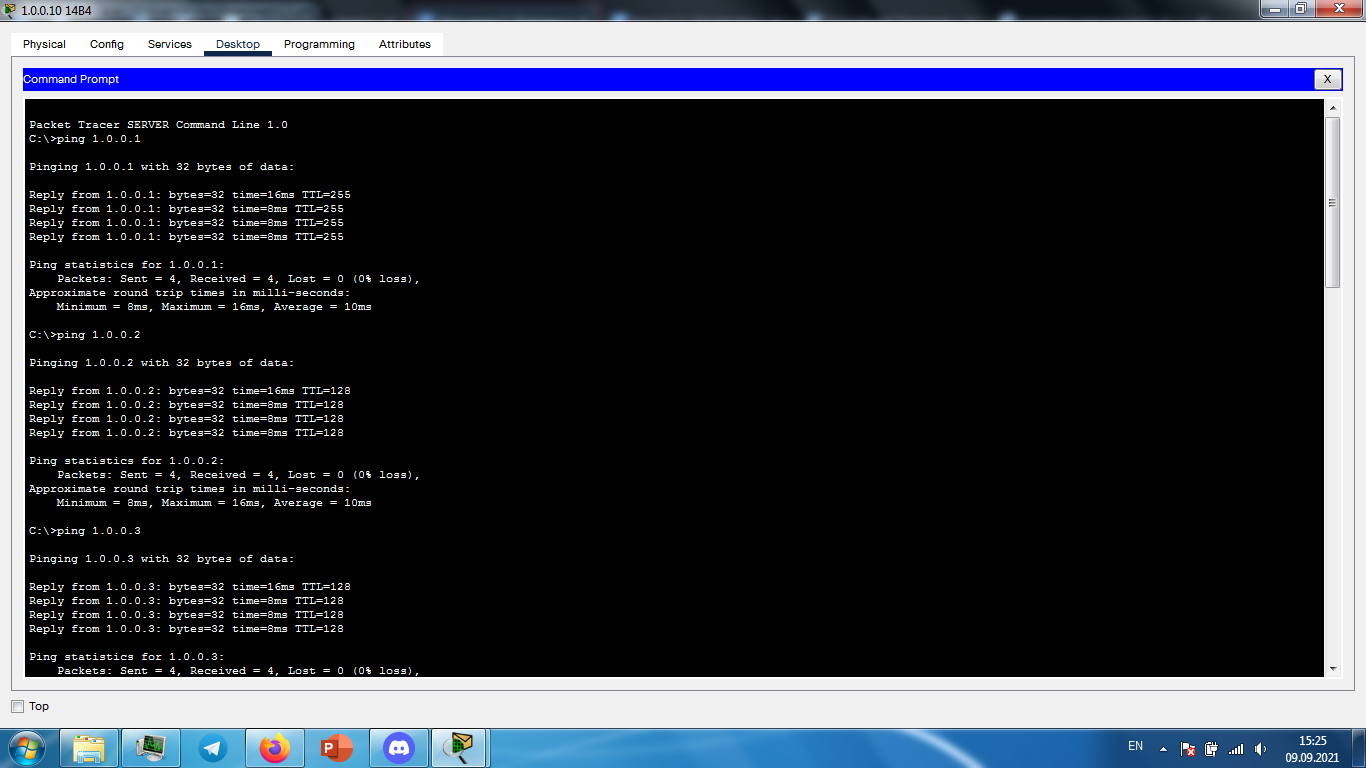 1.0.0.10 14B4
Physical Config Services Desktop Programming Attributes
Command Prompt
X
Packet Tracer SERVER Command Line 1.0
C:\>ping 1.0.0.1
Pinging 1.0.0.1 with 32 bytes of data:
Reply from 1.0.0.1: bytes=32 time=16ms TTL=255
Reply from 1.0.0.1: bytes=32 time=8ms TTL=255
Reply from 1.0.0.1: bytes=32 time=8ms TTL=255
Reply from 1.0.0.1: bytes=32 time=8ms TTL=255
Ping statistics for 1.0.0.1:
Packets: Sent = 4, Received = 4, Lost = 0 (0% loss),
Approximate round trip times in milli-seconds:
Minimum = 8ms, Maximum = 16ms, Average = 10ms
C:\>ping 1.0.0.2
Pinging 1.0.0.2 with 32 bytes of data:
Reply from 1.0.0.2: bytes=32 time=16ms TTL=128
Reply from 1.0.0.2: bytes=32 time=8ms TTL=128
Reply from 1.0.0.2: bytes=32 time=8ms TTL=128
Reply from 1.0.0.2: bytes=32 time=8ms TTL=128
Ping statistics for 1.0.0.2:
Packets: Sent = 4, Received = 4, Lost = 0 (0% loss),
Approximate round trip times in milli-seconds:
Minimum = 8ms, Maximum = 16ms, Average = 10ms
C:\>ping 1.0.0.3
Pinging 1.0.0.3 with 32 bytes of data:
Reply from 1.0.0.3: bytes=32 time=16ms TTL=128
Reply from 1.0.0.3: bytes=32 time=8ms TTL=128
Reply from 1.0.0.3: bytes=32 time=8ms TTL=128
Reply from 1.0.0.3: bytes=32 time=8ms TTL=128
Ping statistics for 1.0.0.3:
Packets: Sent = 4, Received = 4, Lost = 0 (0% loss),
Top
P
EN
15:25
09.09.2021